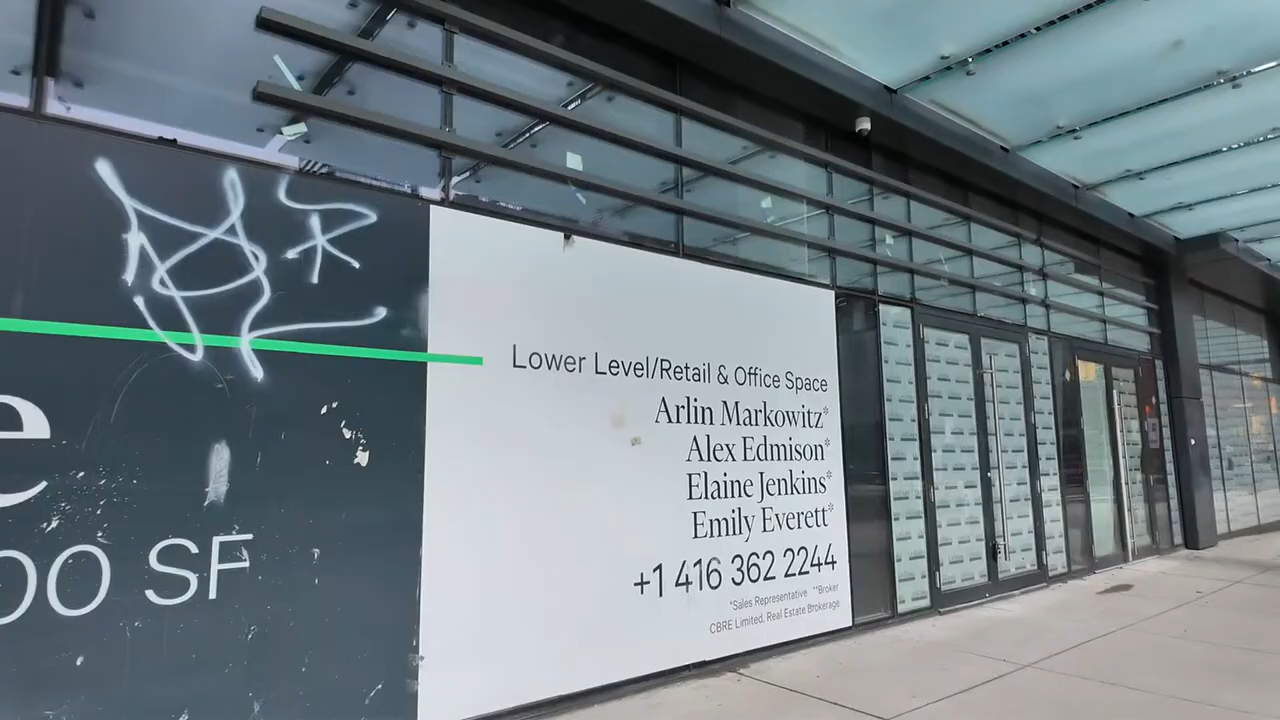 e
00 SF
Lower Level/Retail & Office Space
Arlin Markowitz*
Alex Edmison*
Elaine Jenkins*
Emily Everett*
+1 416 362 2244
*Sales Representative **Broker
CBRE Limited, Real Estate Brokerage